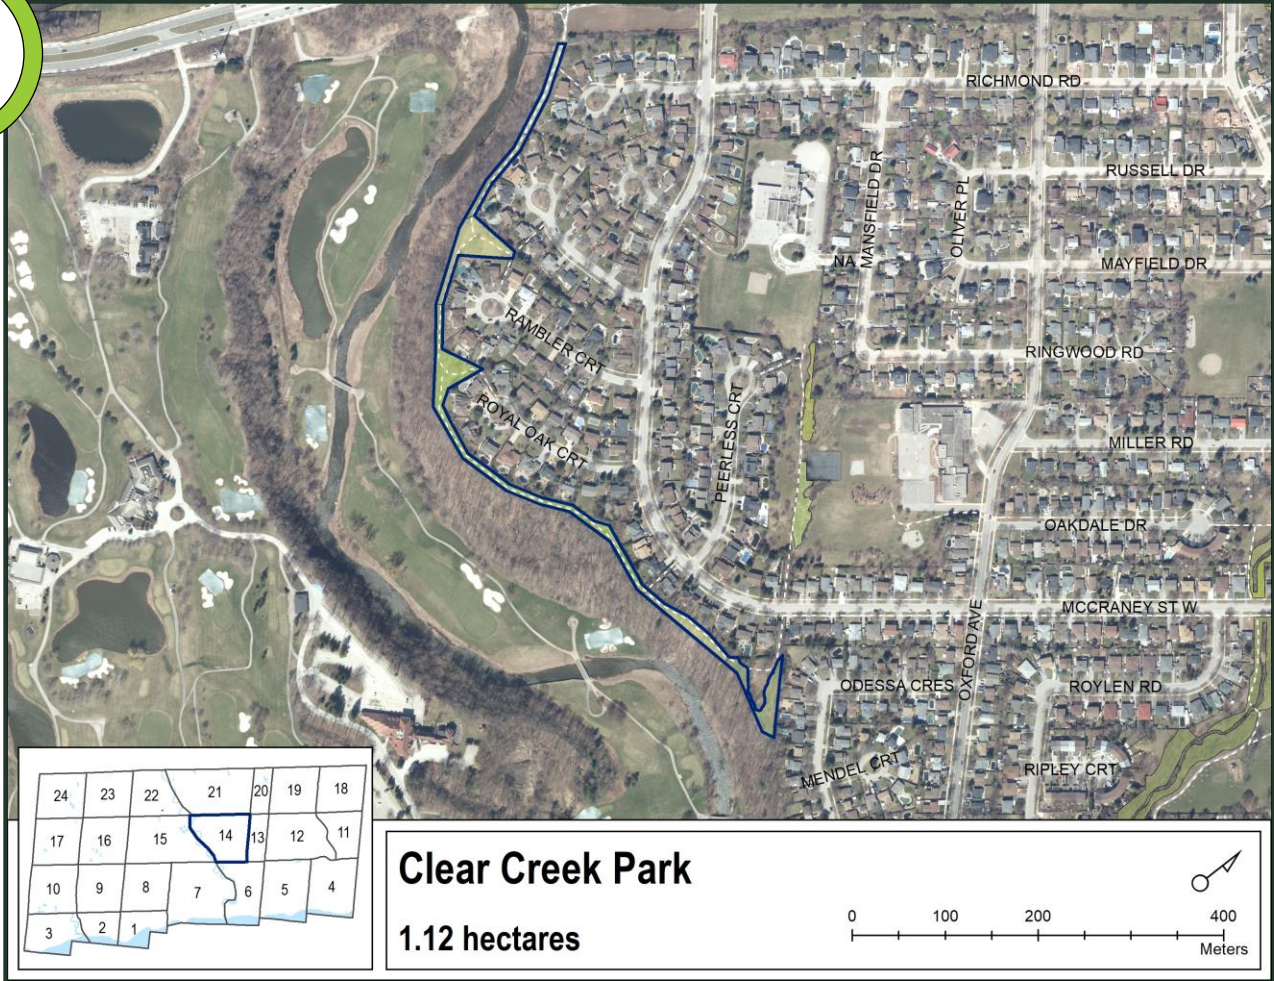 RICHMOND RD
RUSSELL DR
MANSFIELD DR
OLIVER PL
NA
MAYFIELD DR
RAMBLER CRT
RINGWOOD RD
ROYAL OAK CRT
PEERLESS CRT
MILLER RD
OAKDALE DR
MCCRANEY ST W
OXFORD AVE
ODESSA CRES
ROYLEN RD
MENDEL CRT
RIPLEY CRT
24 23 22 21 20 19 18
17 16 15 14 13 12 11
10 9 8 7 6 5 4
3 2 1
Clear Creek Park
1.12 hectares
0 100 200 400
Meters